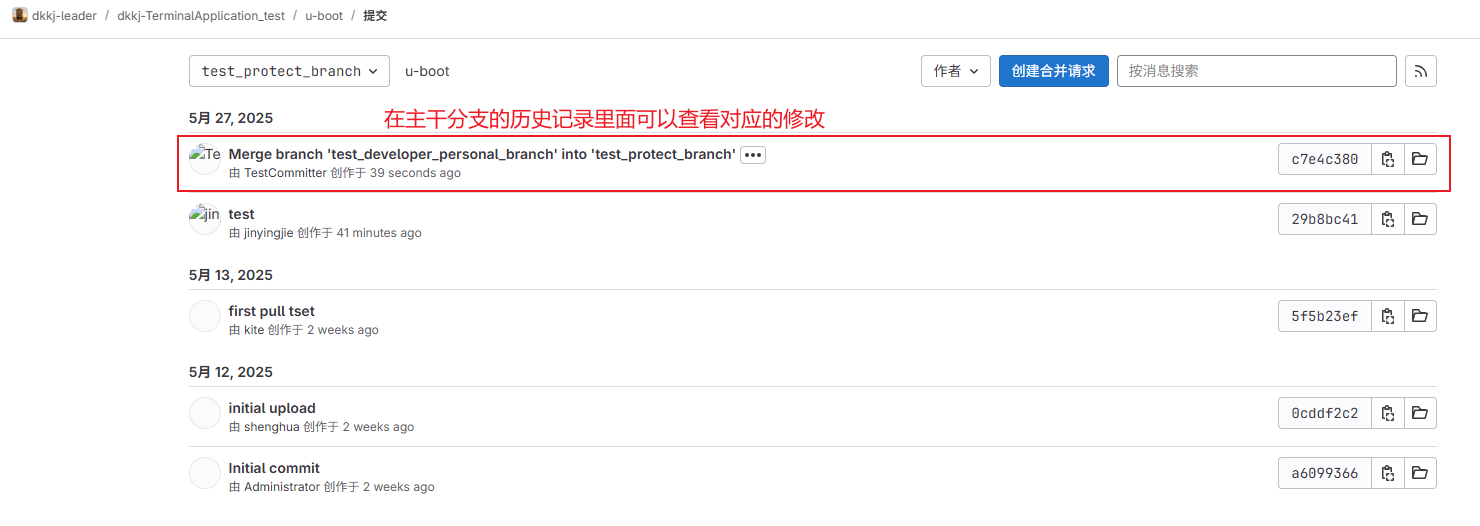 dkkj-leader / dkkj-TerminalApplication_test / u-boot / 提交
test_protect_branch u-boot 作者 创建合并请求 按消息搜索
5月 27, 2025 在主干分支的历史记录里面可以查看对应的修改
Te Merge branch 'test_developer_personal_branch' into 'test_protect_branch' ••• c7e4c380
由 TestCommitter 创作于 39 seconds ago
jin test 29b8bc41
由 jinyingjie 创作于 41 minutes ago
5月 13, 2025
first pull tset 5f5b23ef
由 kite 创作于 2 weeks ago
5月 12, 2025
initial upload 0cddf2c2
由 shenghua 创作于 2 weeks ago
Initial commit a6099366
由 Administrator 创作于 2 weeks ago